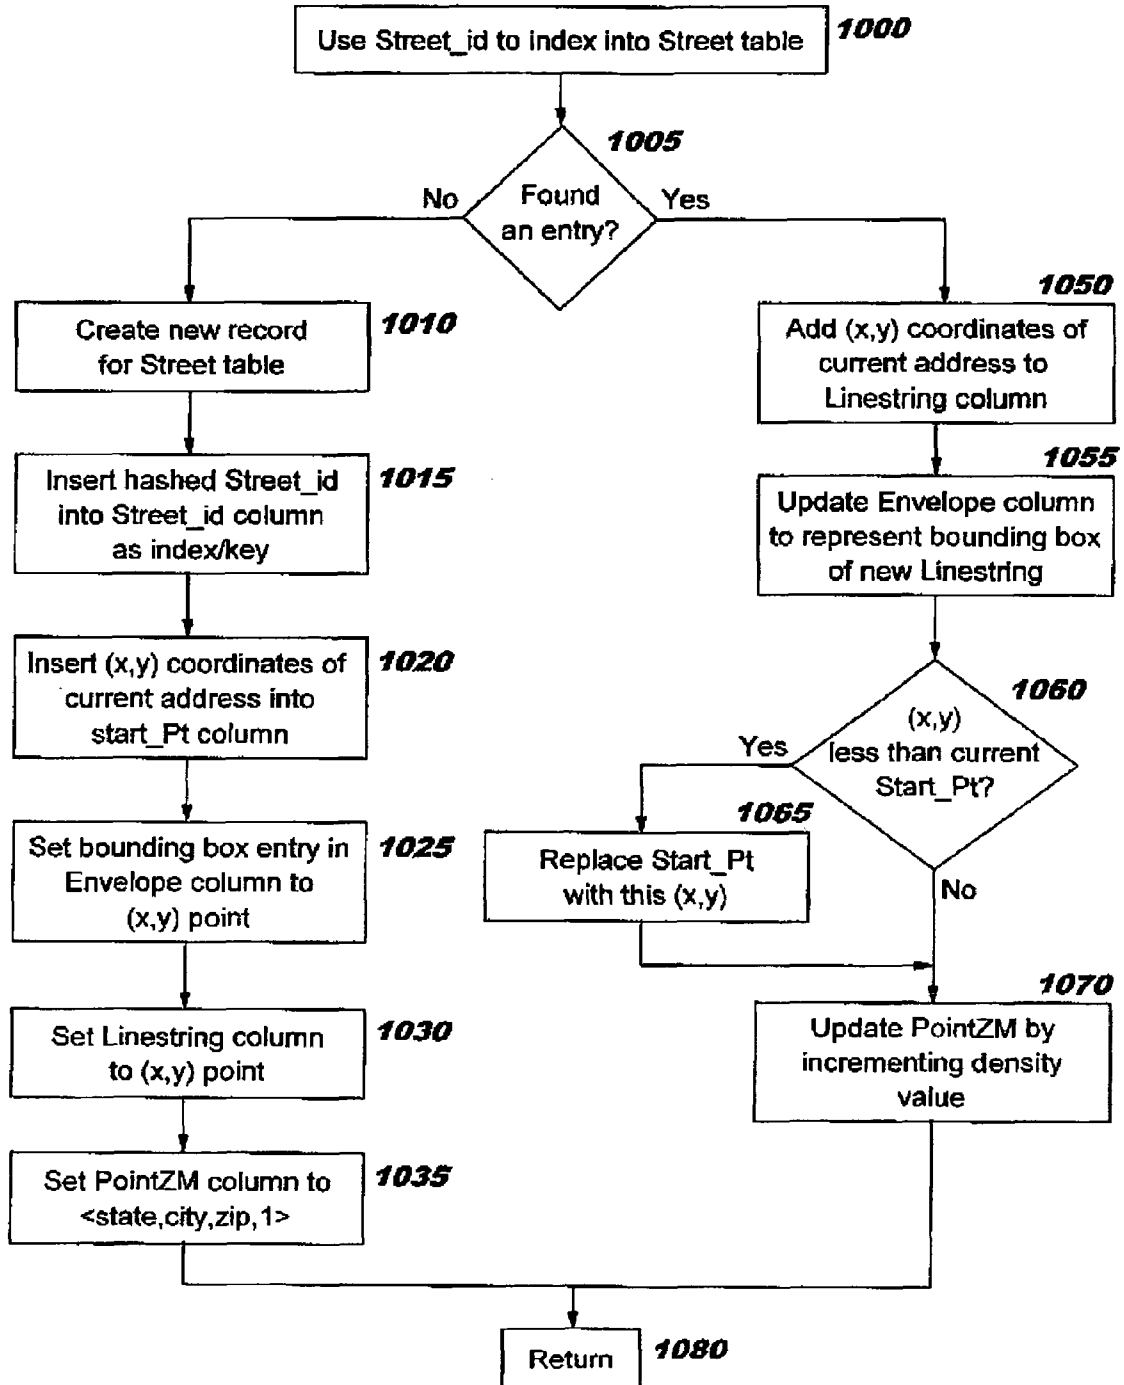 Use Street_id to index into Street table
1000
1005
Found
an entry?
No
Yes
Create new record
for Street table
1010
Insert hashed Street_id
into Street_id column
as index/key
1015
Insert (x,y) coordinates of
current address into
start_Pt column
1020
Set bounding box entry in
Envelope column to
(x,y) point
1025
Set Linestring column
to (x,y) point
1030
Set PointZM column to
<state,city,zip,1>
1035
1050
Add (x,y) coordinates of
current address to
Linestring column
1055
Update Envelope column
to represent bounding box
of new Linestring
1060
(x,y)
less than current
Start_Pt?
Yes
1065
Replace Start_Pt
with this (x,y)
No
1070
Update PointZM by
incrementing density
value
Return
1080